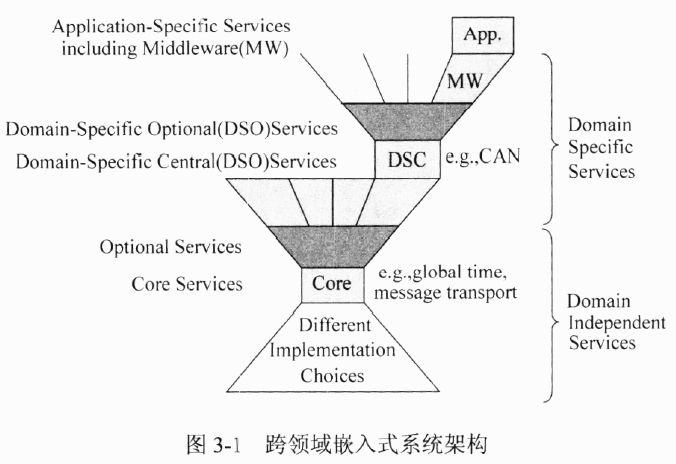 Application-Specific Services
including Middleware(MW)
App.
MW
Domain-Specific Optional(DSO)Services
Domain-Specific Central(DSO)Services
DSC
e.g.,CAN
Domain
Specific
Services
Optional Services
Core Services
Core
e.g.,global time,
message transport
Different
Implementation
Choices
Domain
Independent
Services
图 3-1 跨领域嵌入式系统架构